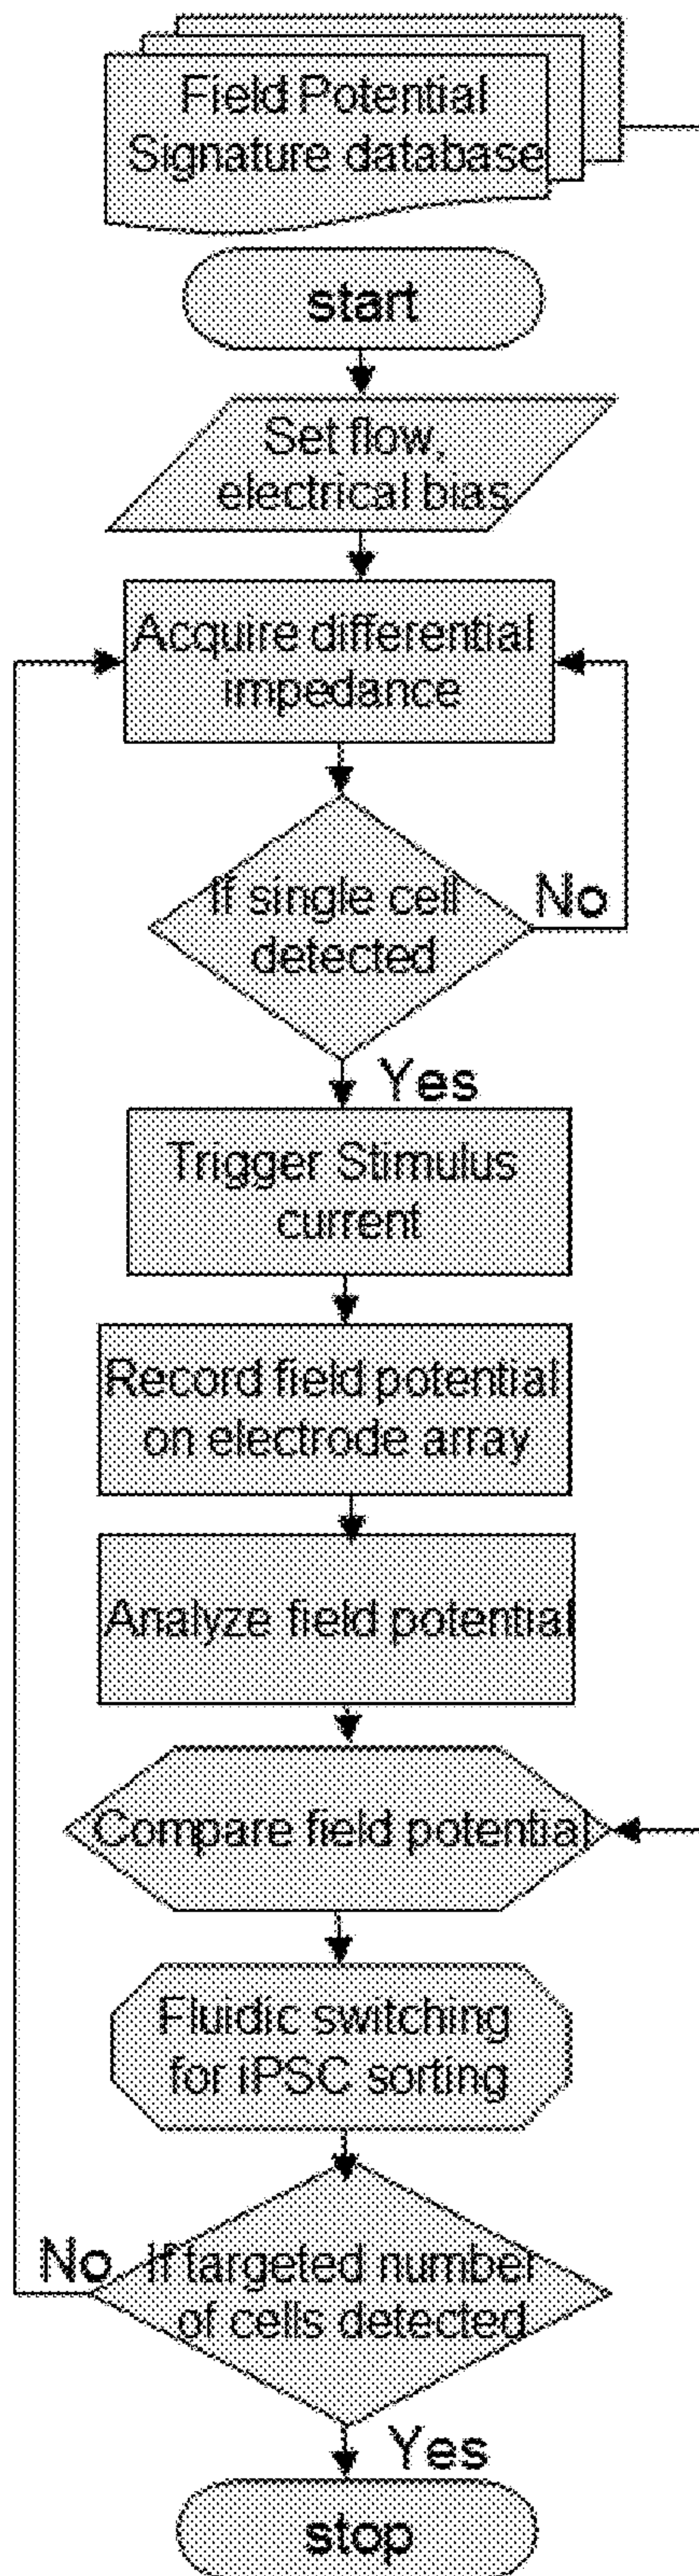 Field Potential
Signature database
start
Set flow,
electrical bias
Acquire differential
impedance
If single cell
detected
No
Yes
Trigger Stimulus
current
Record field potential
on electrode array
Analyze field potential
Compare field potential
Fluidic switching
for iPSC sorting
No
If targeted number
of cells detected
Yes
stop